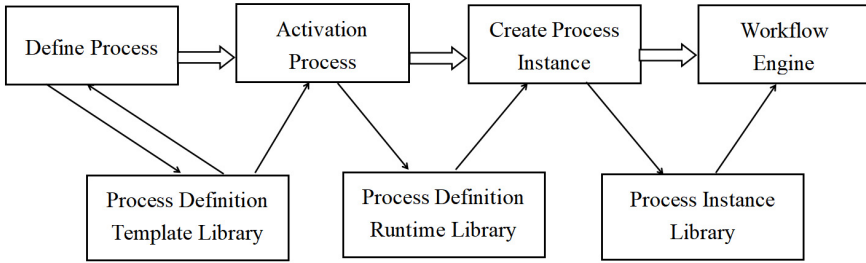 Define Process
Activation
Process
Create Process
Instance
Workflow
Engine
Process Definition
Template Library
Process Definition
Runtime Library
Process Instance
Library